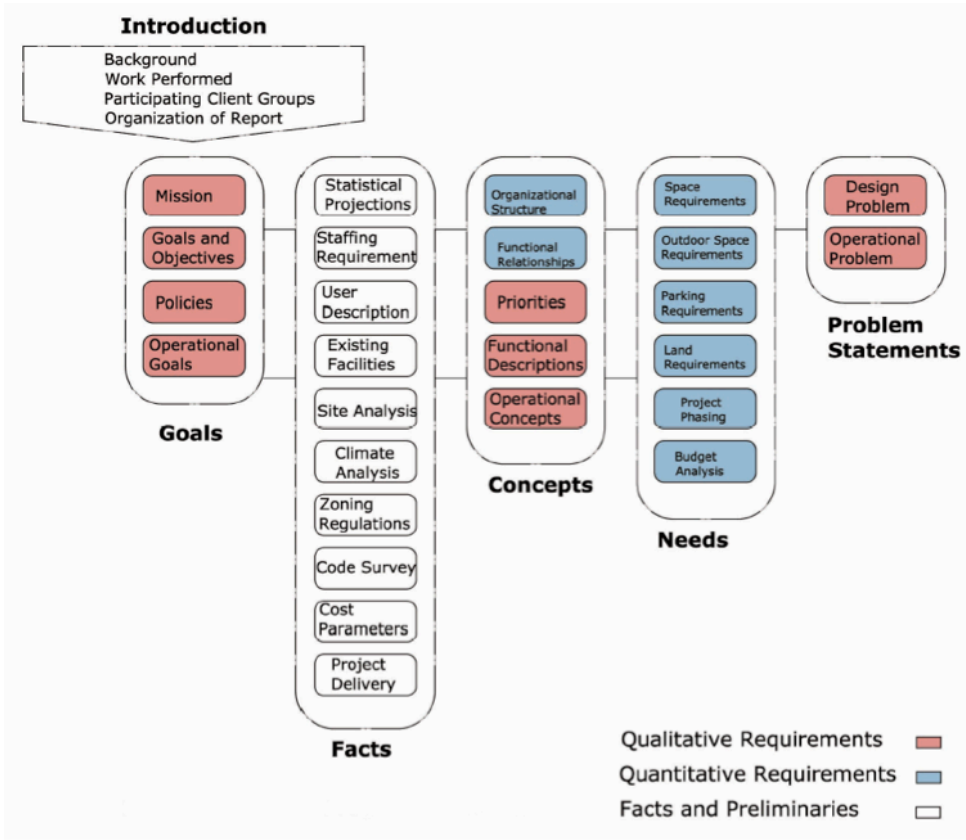 Introduction
Background
Work Performed
Participating Client Groups
Organization of Report
Mission
Goals and
Objectives
Policies
Operational
Goals
Goals
Statistical
Projections
Staffing
Requirement
User
Description
Existing
Facilities
Site Analysis
Climate
Analysis
Zoning
Regulations
Code Survey
Cost
Parameters
Project
Delivery
Facts
Organizational
Structure
Functional
Relationships
Priorities
Functional
Descriptions
Operational
Concepts
Concepts
Space
Requirements
Outdoor Space
Requirements
Parking
Requirements
Land
Requirements
Project
Phasing
Budget
Analysis
Needs
Design
Problem
Operational
Problem
Problem
Statements
Qualitative Requirements
Quantitative Requirements
Facts and Preliminaries